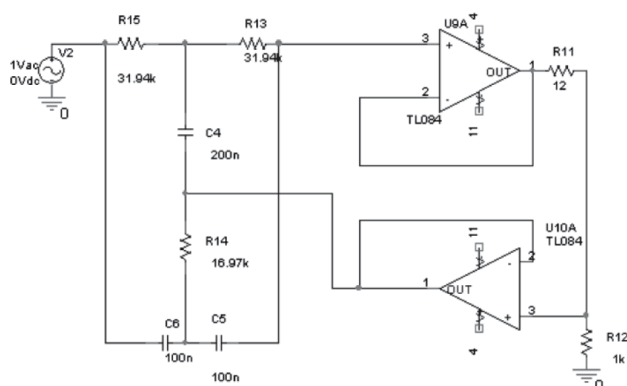 R15
R13
1Vac
0Vdc
V2
0
31.94k
31.94k
C4
200n
R14
16.97k
C6
100n
C5
100n
3
+
2
-
4
U9A
OUT
1
11
TL084
R11
12
11
U10A
TL084
1
OUT
-
2
+
3
4
R12
1k
0